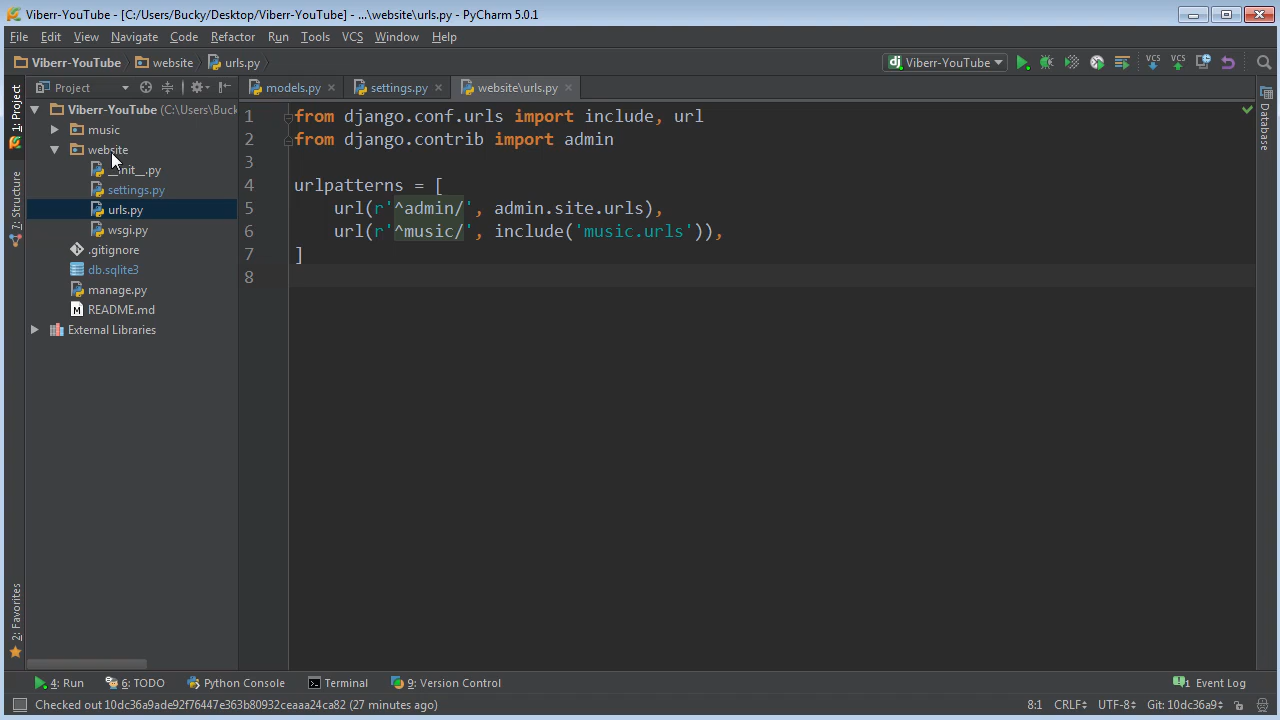 Viberr-YouTube - [C:/Users/Bucky/Desktop/Viberr-YouTube] - ...\website\urls.py - PyCharm 5.0.1
File Edit View Navigate Code Refactor Run Tools VCS Window Help
Viberr-YouTube website urls.py Viberr-YouTube VCS VCS
Project models.py settings.py website\urls.py
1: Project
7: Structure
2: Favorites
Viberr-YouTube (C:\Users\Buck
music
website
__init__.py
settings.py
urls.py
wsgi.py
.gitignore
db.sqlite3
manage.py
README.md
External Libraries
1 from django.conf.urls import include, url
2 from django.contrib import admin
3
4 urlpatterns = [
5 url(r'^admin/', admin.site.urls),
6 url(r'^music/', include('music.urls')),
7 ]
8
Database
4: Run 6: TODO Python Console Terminal 9: Version Control 1 Event Log
Checked out 10dc36a9ade92f76447e363b80932ceaaa24ca82 (27 minutes ago) 8:1 CRLF UTF-8 Git: 10dc36a9